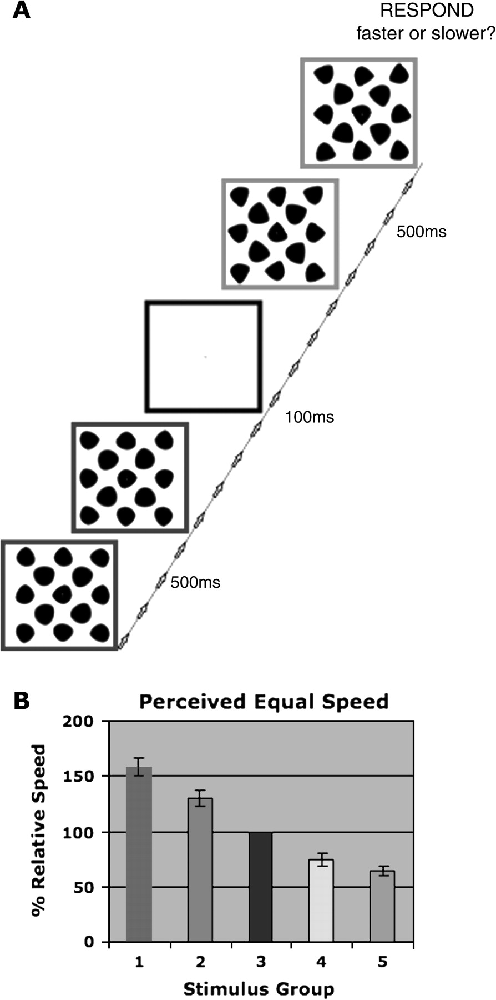 A
RESPOND
faster or slower?
500ms
100ms
500ms
B
Perceived Equal Speed
200
150
100
50
0
% Relative Speed
1 2 3 4 5
Stimulus Group